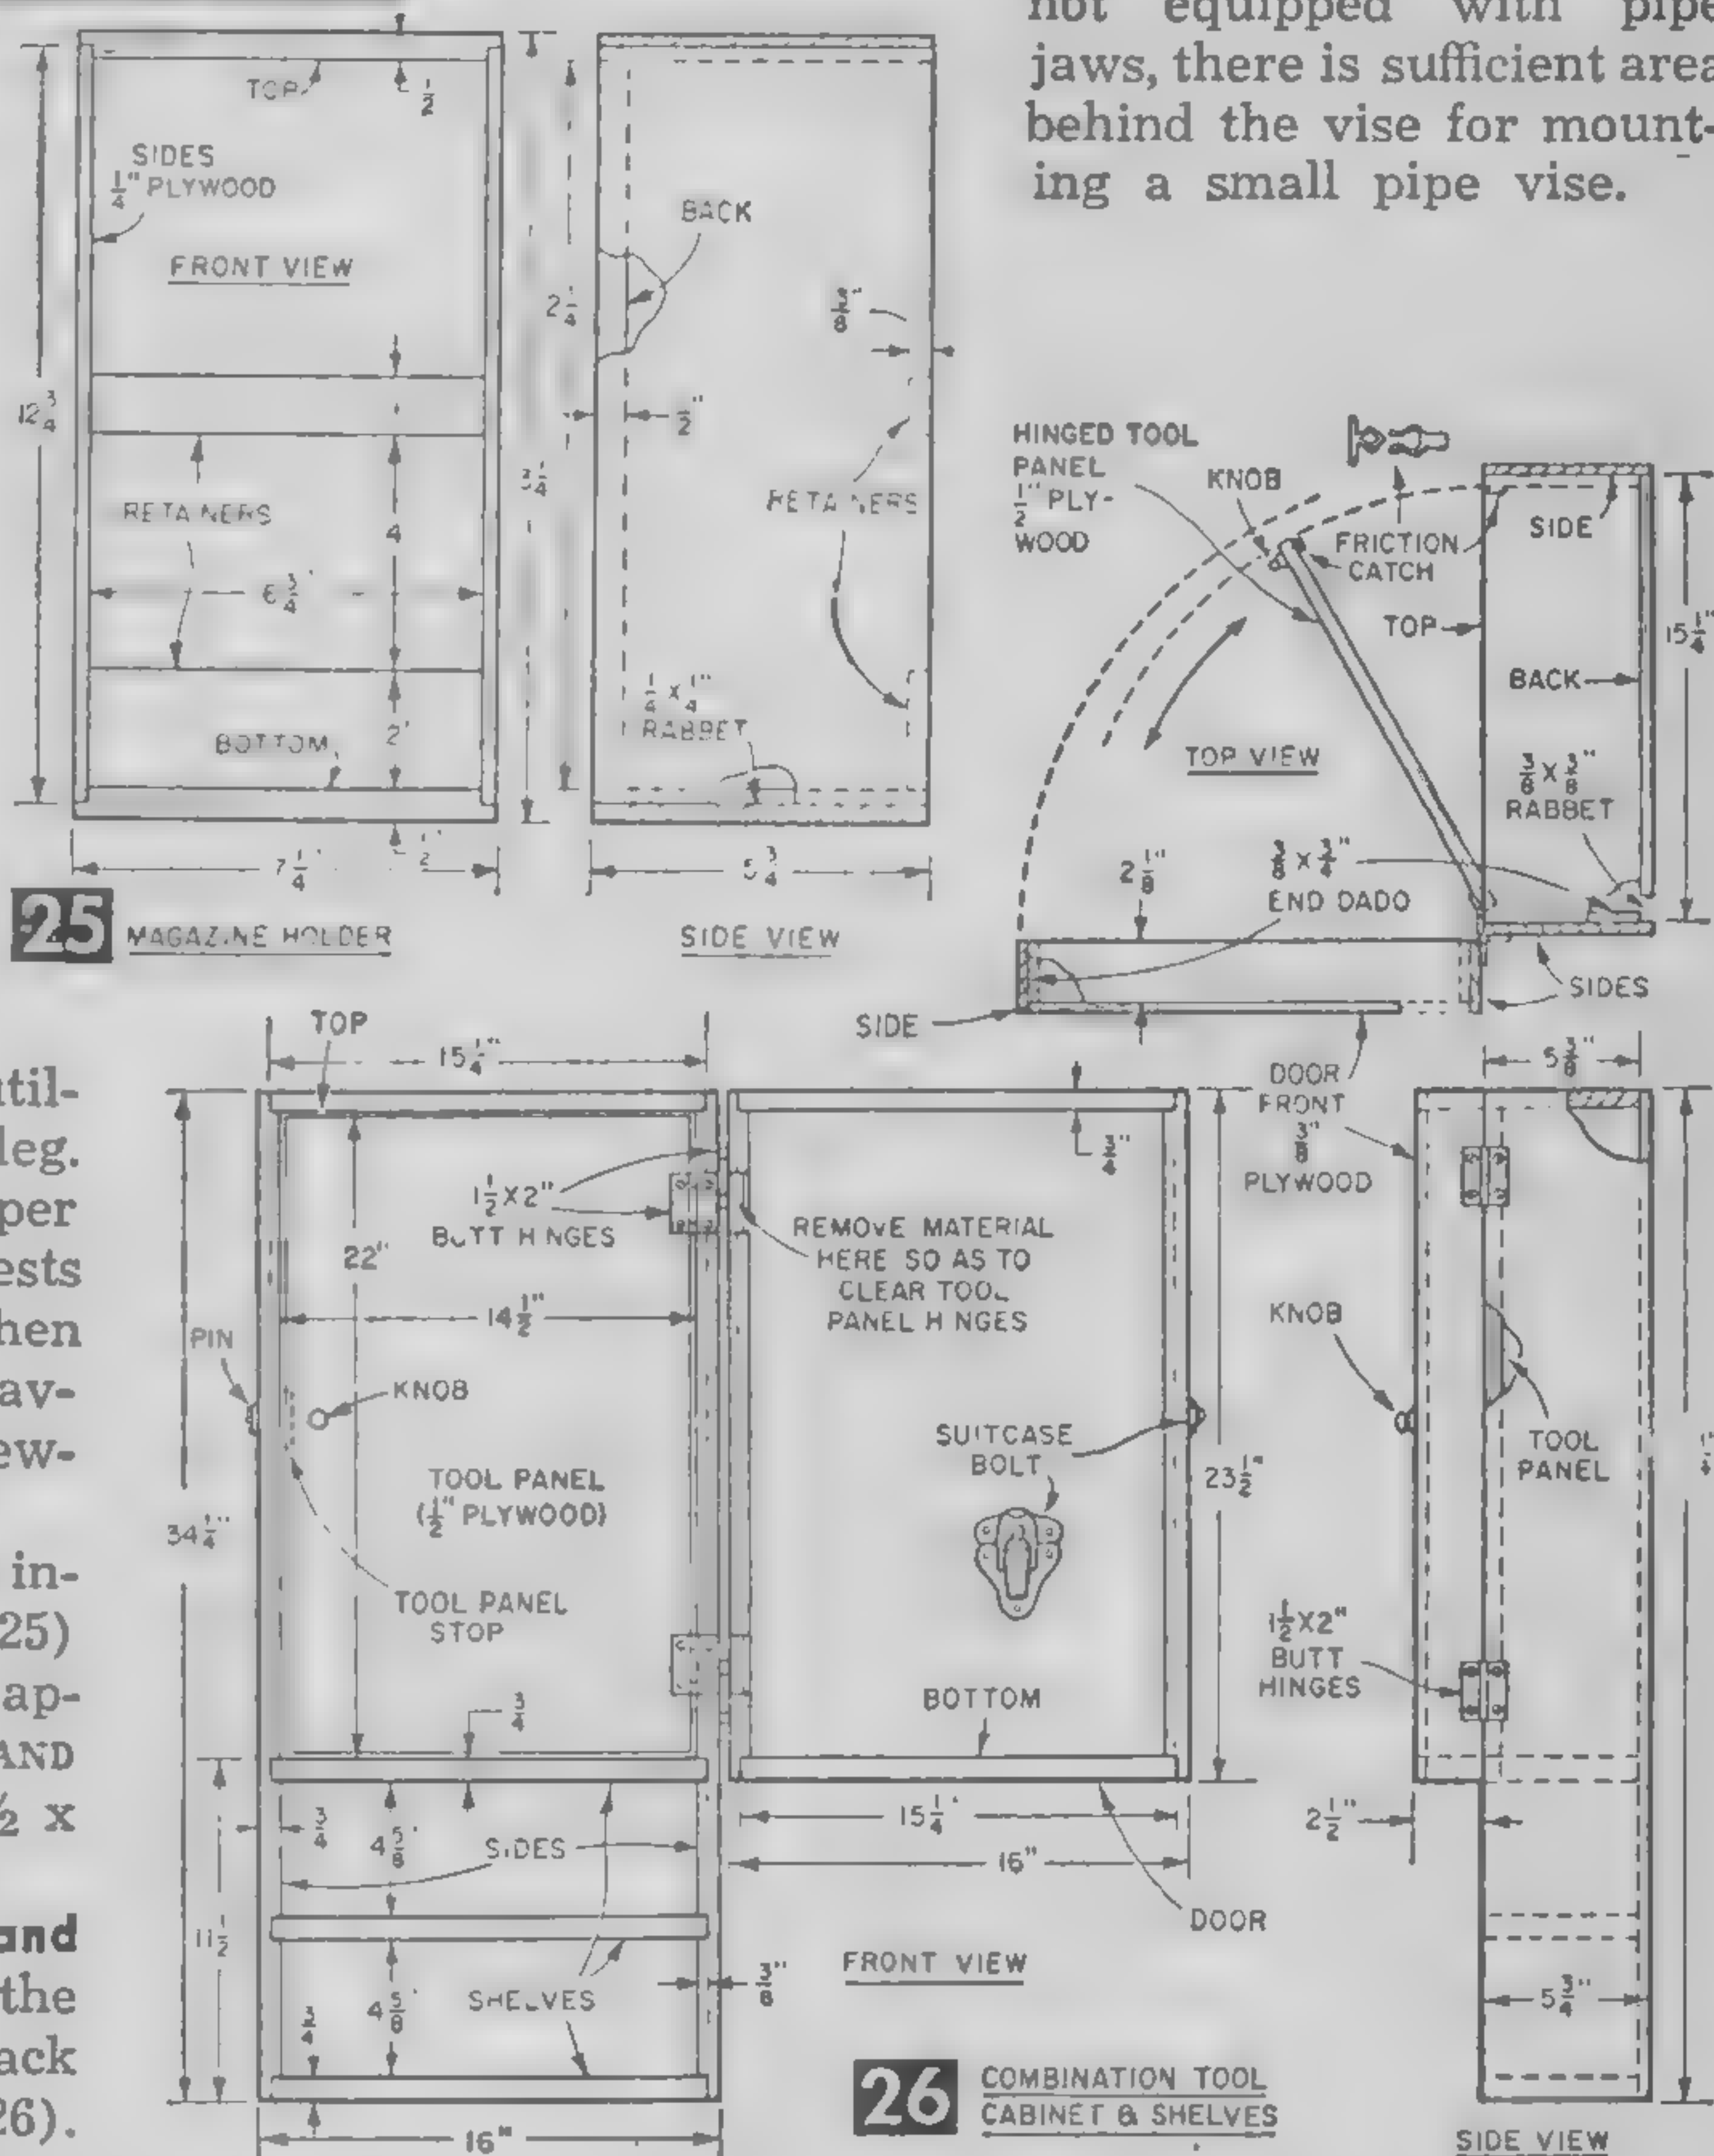 not equipped with pipe
jaws, there is sufficient area
behind the vise for mount-
ing a small pipe vise.
TOP
1/2
SIDES
1/4" PLYWOOD
FRONT VIEW
12 3/4
RETAINERS
4
6 3/4"
BOTTOM
2"
1/2"
7 1/4"
BACK
2 1/4
3 1/4
3/8"
1/2"
RETAINERS
1/4 X 1/4"
RABBET
5 3/4
25 MAGAZINE HOLDER
SIDE VIEW
HINGED TOOL
PANEL
1/2" PLY-
WOOD
KNOB
FRICTION
CATCH
SIDE
TOP
15 1/4"
BACK
TOP VIEW
3/8 X 3/8"
RABBET
2 1/8"
3/8 X 3/4"
END DADO
SIDES
SIDE
DOOR
FRONT
3/8"
PLYWOOD
TOP
15 1/4"
1 1/2 X 2"
BUTT HINGES
22"
14 1/2"
PIN
KNOB
TOOL PANEL
(1/2" PLYWOOD)
34 1/4"
TOOL PANEL
STOP
3/4
3/4
4 5/8"
SIDES
11 1/2
4 5/8"
SHELVES
3/4
3/8"
16"
3/4"
REMOVE MATERIAL
HERE SO AS TO
CLEAR TOOL
PANEL HINGES
SUITCASE
BOLT
23 1/2"
BOTTOM
15 1/4"
16"
DOOR
FRONT VIEW
5 3/8"
KNOB
TOOL
PANEL
1 1/2 X 2"
BUTT
HINGES
2 1/2"
5 3/4"
26 COMBINATION TOOL
CABINET & SHELVES
SIDE VIEW
leg.
per
ests
hen
av-
ew-
in-
25)
ap-
AND
½ x
and
the
ack
26).